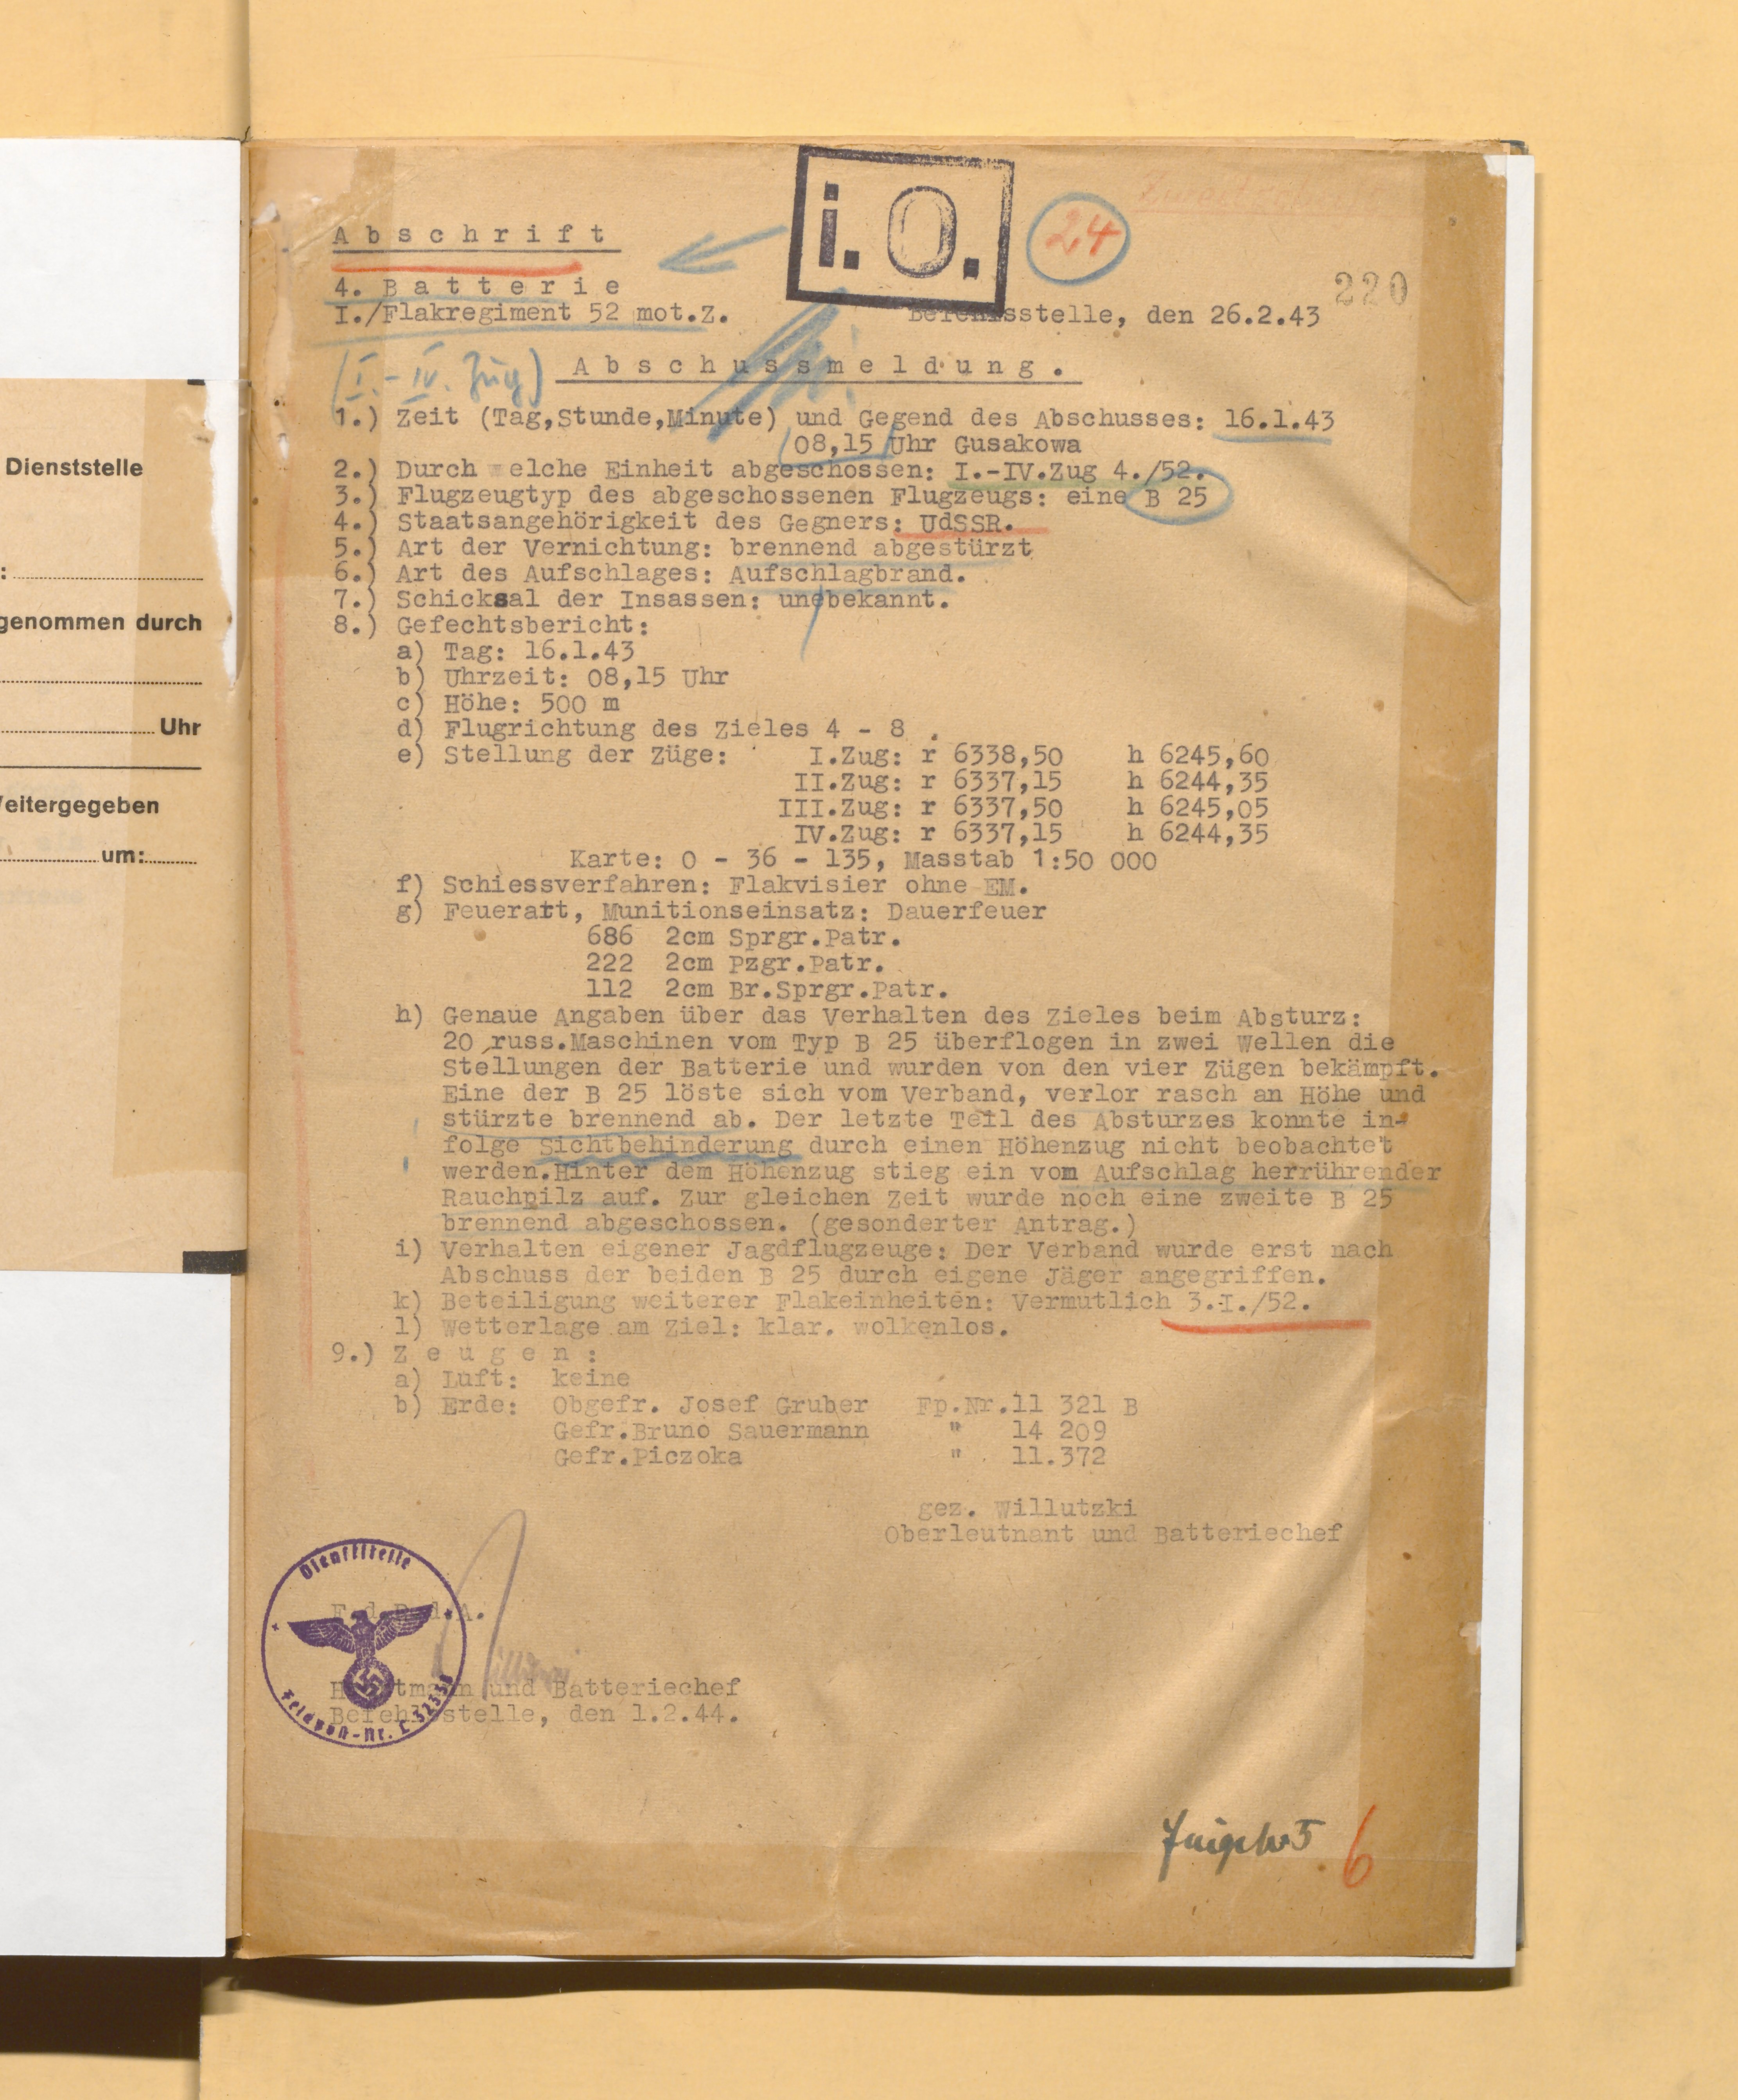 Dienststelle
:
genommen durch
Uhr
eitergegeben
um:
i.O.
24
220
Abschrift
4. Batterie
I./Flakregiment 52 mot.Z.
Befehlsstelle, den 26.2.43
(I.-IV. Zug)
Abschussmeldung.
1.) Zeit (Tag,Stunde,Minute) und Gegend des Abschusses: 16.1.43
08,15 Uhr Gusakowa
2.) Durch welche Einheit abgeschossen: I.-IV.Zug 4./52.
3.) Flugzeugtyp des abgeschossenen Flugzeugs: eine B 25
4.) Staatsangehörigkeit des Gegners: UdSSR.
5.) Art der Vernichtung: brennend abgestürzt
6.) Art des Aufschlages: Aufschlagbrand.
7.) Schicksal der Insassen: unebekannt.
8.) Gefechtsbericht:
a) Tag: 16.1.43
b) Uhrzeit: 08,15 Uhr
c) Höhe: 500 m
d) Flugrichtung des Zieles 4 - 8 .
e) Stellung der Züge: I.Zug: r 6338,50 h 6245,60
II.Zug: r 6337,15 h 6244,35
III.Zug: r 6337,50 h 6245,05
IV.Zug: r 6337,15 h 6244,35
Karte: O - 36 - 135, Masstab 1:50 000
f) Schiessverfahren: Flakvisier ohne EM.
g) Feuerart, Munitionseinsatz: Dauerfeuer
686 2cm Sprgr.Patr.
222 2cm Pzgr.Patr.
112 2cm Br.Sprgr.Patr.
h) Genaue Angaben über das Verhalten des Zieles beim Absturz:
20 russ.Maschinen vom Typ B 25 überflogen in zwei Wellen die
Stellungen der Batterie und wurden von den vier Zügen bekämpft.
Eine der B 25 löste sich vom Verband, verlor rasch an Höhe und
stürzte brennend ab. Der letzte Teil des Absturzes konnte in-
folge Sichtbehinderung durch einen Höhenzug nicht beobachtet
werden.Hinter dem Höhenzug stieg ein vom Aufschlag herrührender
Rauchpilz auf. Zur gleichen Zeit wurde noch eine zweite B 25
brennend abgeschossen. (gesonderter Antrag.)
i) Verhalten eigener Jagdflugzeuge: Der Verband wurde erst nach
Abschuss der beiden B 25 durch eigene Jäger angegriffen.
k) Beteiligung weiterer Flakeinheiten: Vermutlich 3.I./52.
l) Wetterlage am Ziel: klar. wolkenlos.
9.) Zeugen:
a) Luft: keine
b) Erde: Obgefr. Josef Gruber Fp.Nr.11 321 B
Gefr.Bruno Sauermann " 14 209
Gefr.Piczoka " 11.372
gez. Willutzki
Oberleutnant und Batteriechef
Dienststelle
F.d.R.d.A.
Hauptmann und Batteriechef
Befehlsstelle, den 1.2.44.
Feldpost-Nr. L 32338
6